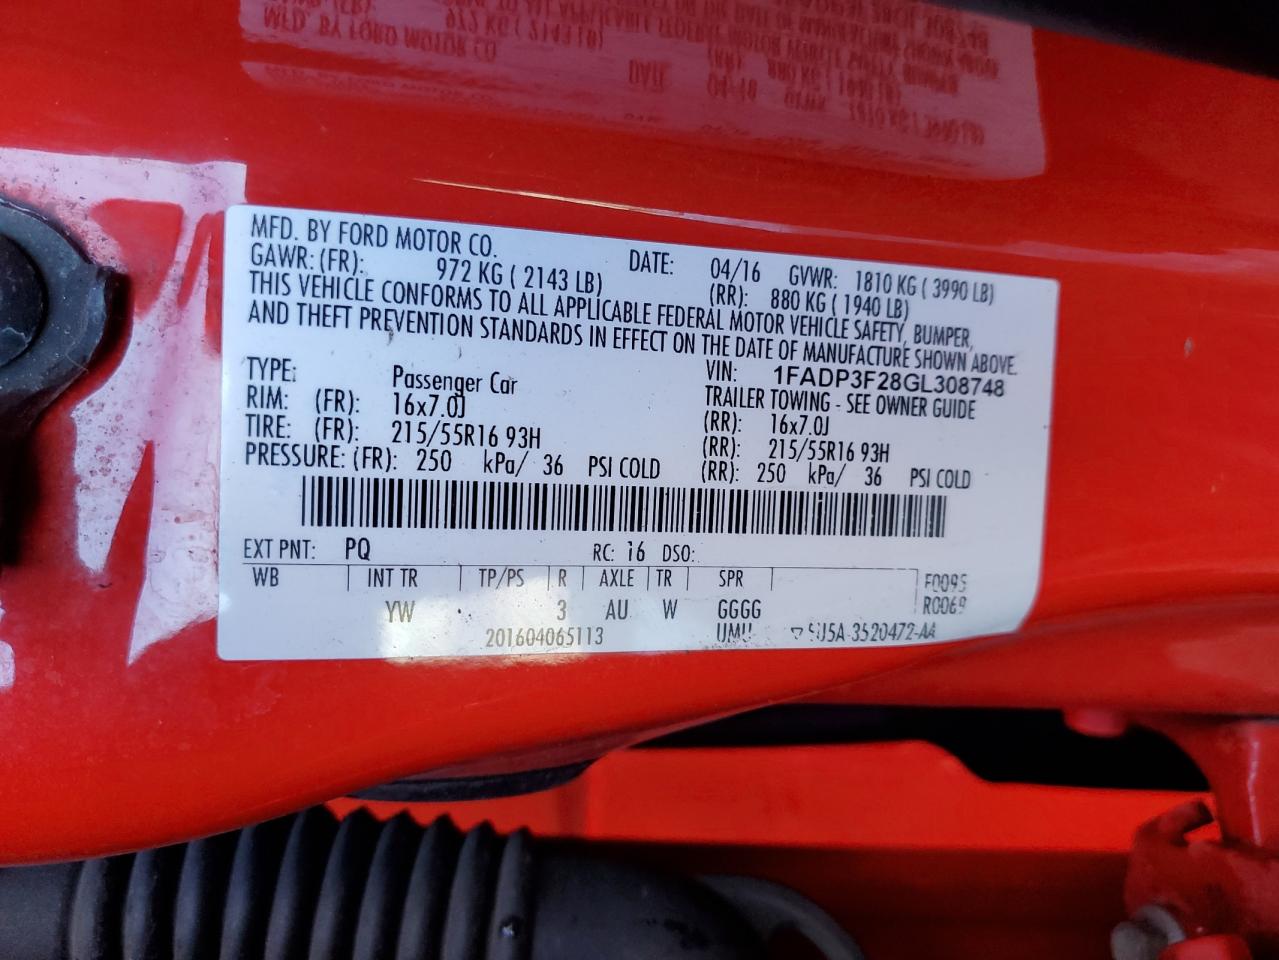 MFD. BY FORD MOTOR CO. DATE: 04/16 GVWR: 1810 KG ( 3990 LB)
GAWR: (FR): 972 KG ( 2143 LB) (RR): 880 KG ( 1940 LB)
THIS VEHICLE CONFORMS TO ALL APPLICABLE FEDERAL MOTOR VEHICLE SAFETY, BUMPER,
AND THEFT PREVENTION STANDARDS IN EFFECT ON THE DATE OF MANUFACTURE SHOWN ABOVE.
VIN: 1FADP3F28GL308748
TYPE: Passenger Car TRAILER TOWING - SEE OWNER GUIDE
RIM: (FR): 16x7.0J (RR): 16x7.0J
TIRE: (FR): 215/55R16 93H (RR): 215/55R16 93H
PRESSURE: (FR): 250 kPa/ 36 PSI COLD (RR): 250 kPa/ 36 PSI COLD
EXT PNT: PQ RC: 16 DSO:
WB INT TR TP/PS R AXLE TR SPR F0095
YW 3 AU W GGGG R0069
201604065113 3520472-AA